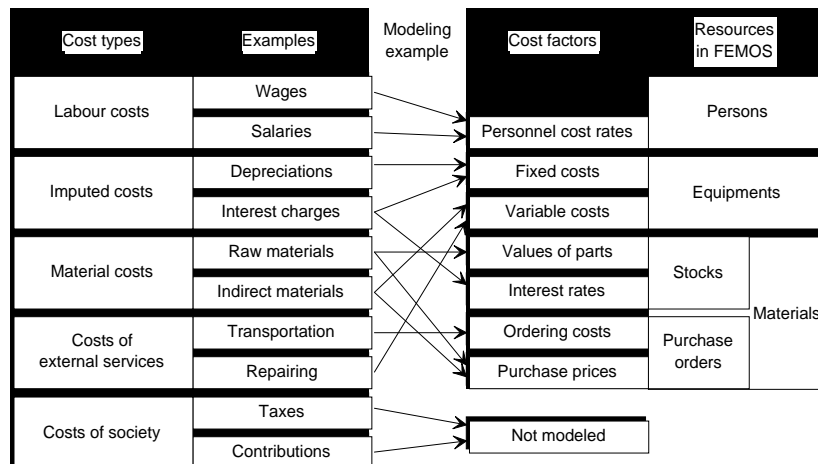 Cost types
Examples
Modeling
example
Cost factors
Resources
in FEMOS
Labour costs
Wages
Salaries
Personnel cost rates
Persons
Imputed costs
Depreciations
Interest charges
Fixed costs
Variable costs
Equipments
Material costs
Raw materials
Indirect materials
Values of parts
Interest rates
Stocks
Materials
Costs of
external services
Transportation
Repairing
Ordering costs
Purchase prices
Purchase
orders
Costs of society
Taxes
Contributions
Not modeled